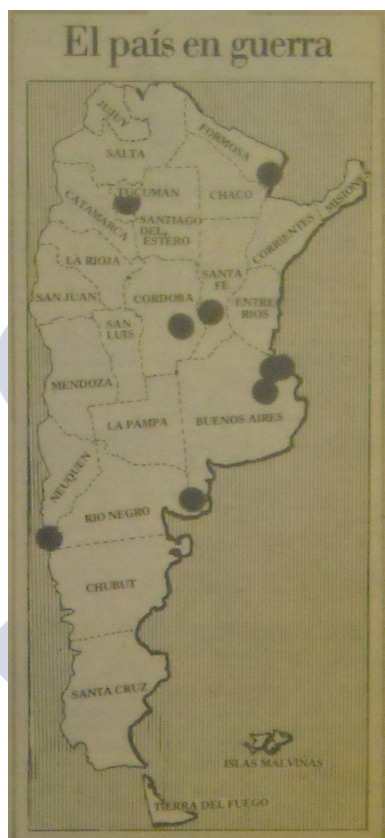 El país en guerra
JUJUY
FORMOSA
SALTA
TUCUMAN
CHACO
MISIONES
CATAMARCA
SANTIAGO
DEL
ESTERO
CORRIENTES
LA RIOJA
SANTA
FE
SAN JUAN
CORDOBA
ENTRE
RIOS
SAN
LUIS
MENDOZA
LA PAMPA
BUENOS AIRES
NEUQUEN
RIO NEGRO
CHUBUT
SANTA CRUZ
ISLAS MALVINAS
TIERRA DEL FUEGO